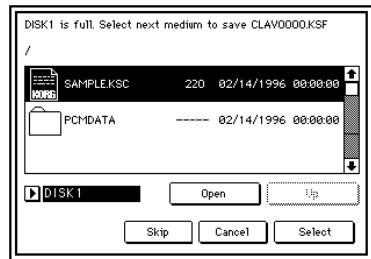 DISK1 is full. Select next medium to save CLAV0000.KSF
/
KORG SAMPLE.KSC 220 02/14/1996 00:00:00
PCMDATA ----- 02/14/1996 00:00:00
DISK1 Open Up
Skip Cancel Select